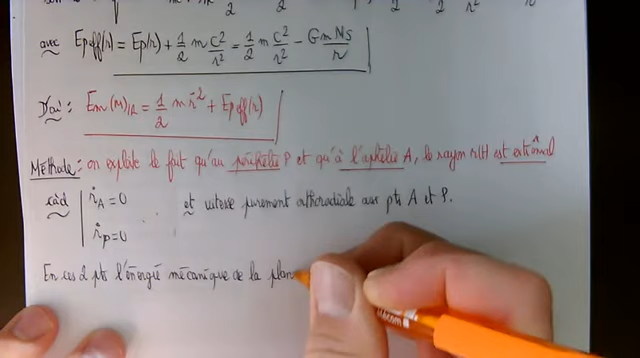 avec Epeff(r) = Ep(r) + 1/2 m C²/r² = 1/2 m C²/r² - G m Ms/r
D'où : Em(M)/R = 1/2 m ṙ² + Epeff(r)
Méthode : on exploite le fait qu'au périhélie P et qu'à l'aphélie A, le rayon r(t) est extrêmal
càd | ṙA = 0 et vitesse purement orthoradiale aux pts A et P.
ṙP = 0
En ces 2 pts l'énergie mécanique de la plan